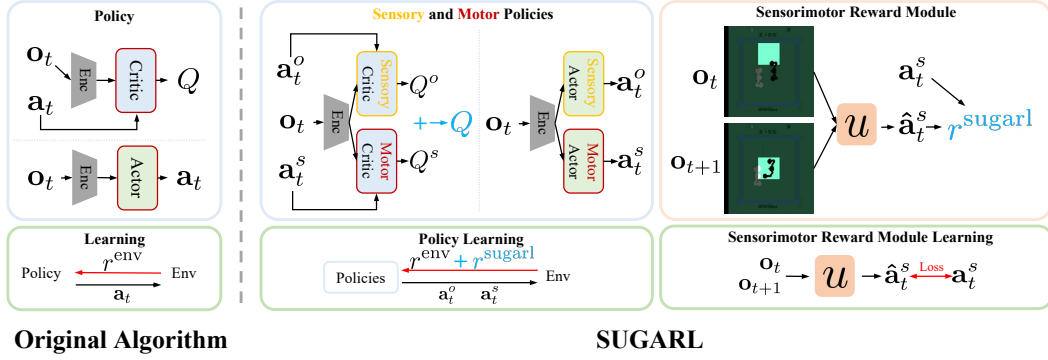 Policy
o_t
a_t
Enc
Critic
Q
o_t
Enc
Actor
a_t
Learning
r^env
Policy
Env
a_t
Original Algorithm
Sensory and Motor Policies
a_t^o
o_t
a_t^s
Enc
Sensory
Critic
Motor
Critic
Q^o
+→Q
Q^s
o_t
Enc
Sensory
Actor
Motor
Actor
a_t^o
a_t^s
Policy Learning
r^env + r^sugarl
Policies
Env
a_t^o a_t^s
Sensorimotor Reward Module
o_t
o_{t+1}
u
a_t^s
â_t^s
r^sugarl
Sensorimotor Reward Module Learning
o_t
o_{t+1}
u
â_t^s
Loss
a_t^s
SUGARL